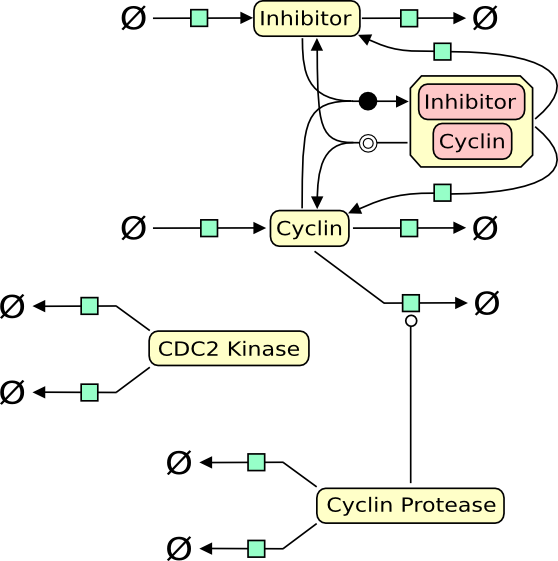 Ø Inhibitor Ø
Inhibitor
Cyclin
Ø Cyclin Ø
Ø
Ø
CDC2 Kinase
Ø
Ø
Cyclin Protease
Ø